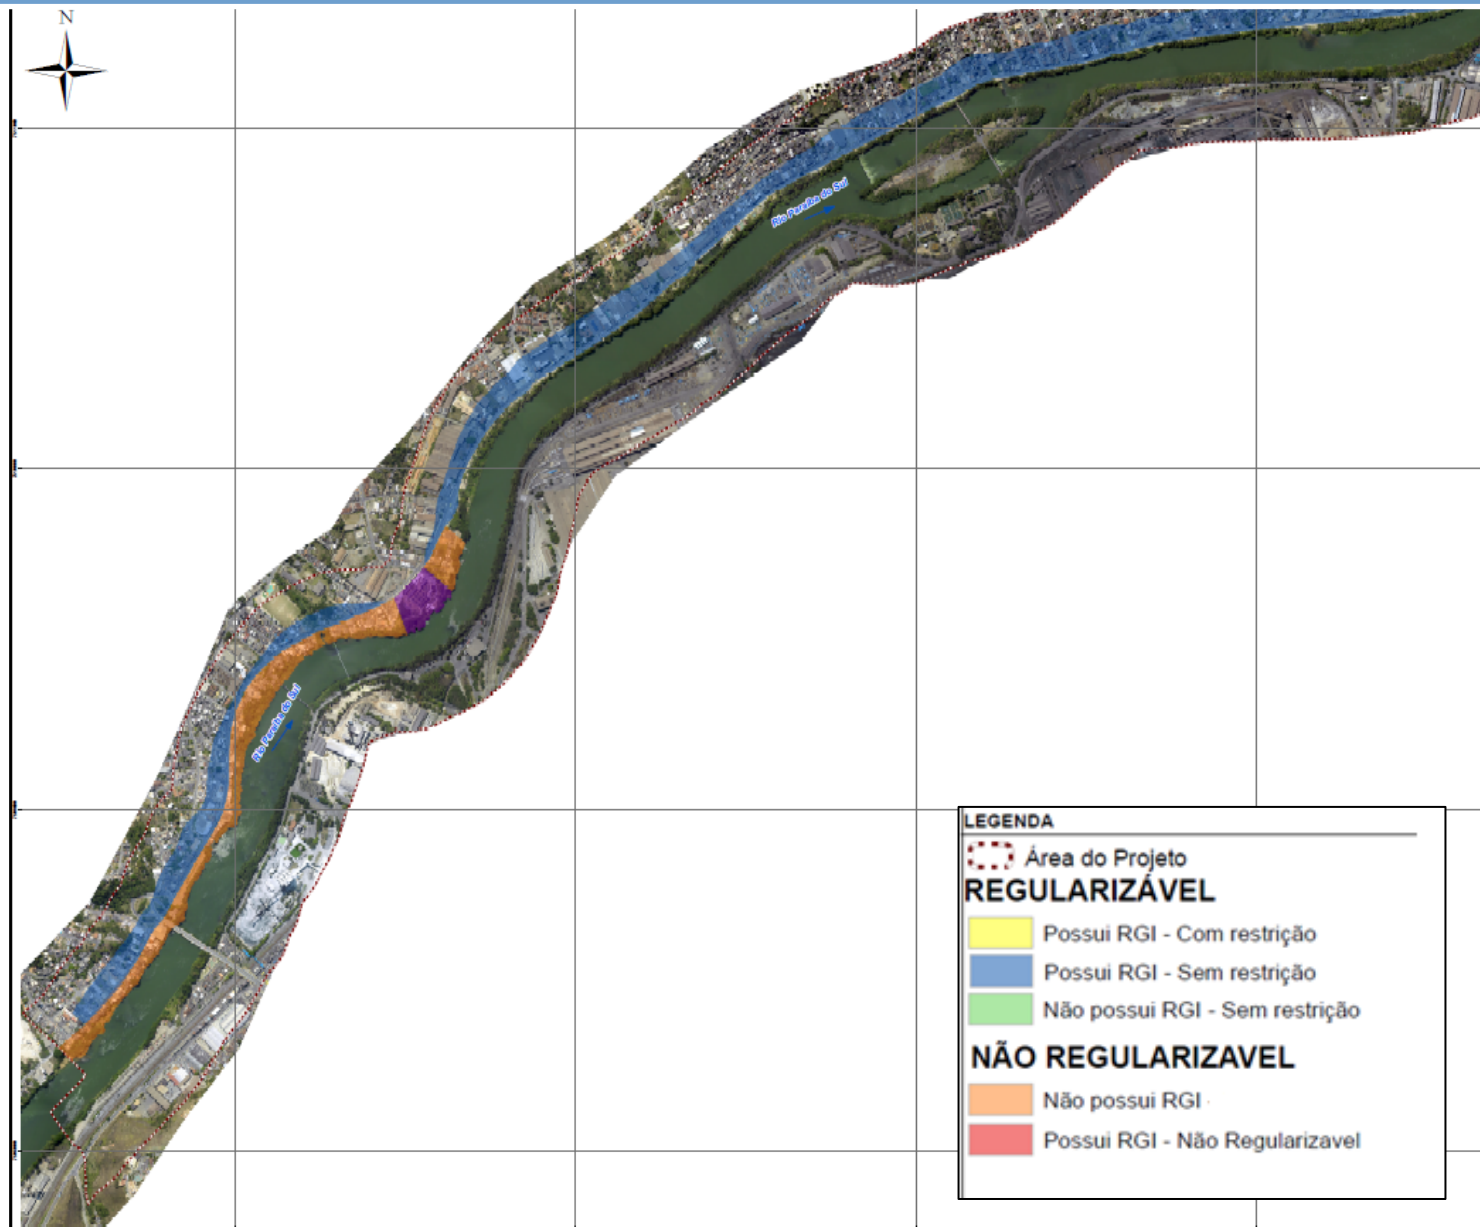 N
Rio Paraíba do Sul
Rio Paraíba do Sul
LEGENDA
Área do Projeto
REGULARIZÁVEL
Possui RGI - Com restrição
Possui RGI - Sem restrição
Não possui RGI - Sem restrição
NÃO REGULARIZAVEL
Não possui RGI
Possui RGI - Não Regularizavel